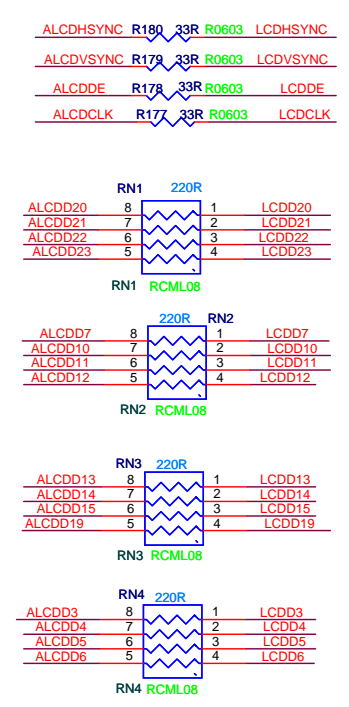 ALCDHSYNC R180 33R R0603 LCDHSYNC
ALCDVSYNC R179 33R R0603 LCDVSYNC
ALCDDE R178 33R R0603 LCDDE
ALCDCLK R177 33R R0603 LCDCLK
RN1 220R
ALCDD20 8 1 LCDD20
ALCDD21 7 2 LCDD21
ALCDD22 6 3 LCDD22
ALCDD23 5 4 LCDD23
RN1 RCML08
220R RN2
ALCDD7 8 1 LCDD7
ALCDD10 7 2 LCDD10
ALCDD11 6 3 LCDD11
ALCDD12 5 4 LCDD12
RN2 RCML08
RN3 220R
ALCDD13 8 1 LCDD13
ALCDD14 7 2 LCDD14
ALCDD15 6 3 LCDD15
ALCDD19 5 4 LCDD19
RN3 RCML08
RN4 220R
ALCDD3 8 1 LCDD3
ALCDD4 7 2 LCDD4
ALCDD5 6 3 LCDD5
ALCDD6 5 4 LCDD6
RN4 RCML08